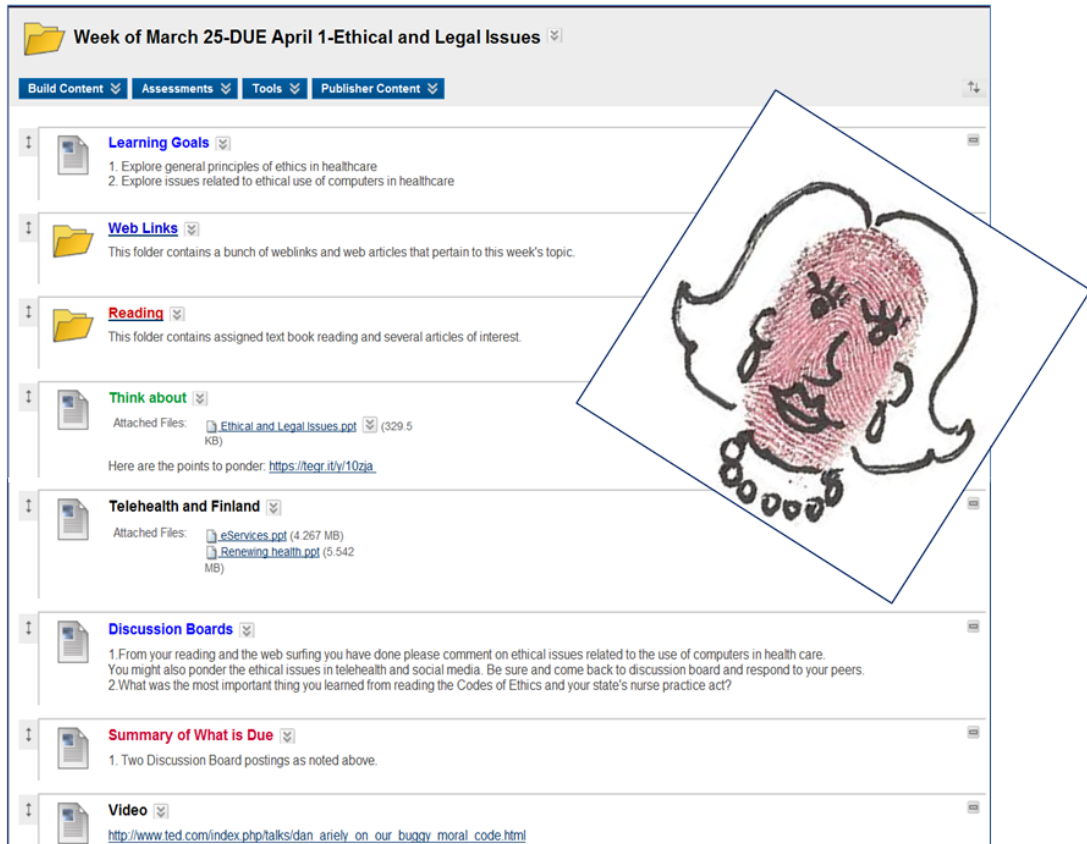 Week of March 25-DUE April 1-Ethical and Legal Issues
Build Content Assessments Tools Publisher Content
Learning Goals
1. Explore general principles of ethics in healthcare
2. Explore issues related to ethical use of computers in healthcare
Web Links
This folder contains a bunch of weblinks and web articles that pertain to this week's topic.
Reading
This folder contains assigned text book reading and several articles of interest.
Think about
Attached Files: Ethical and Legal Issues.ppt (329.5
KB)
Here are the points to ponder: https://tegr.it/y/10zja
Telehealth and Finland
Attached Files: eServices.ppt (4.267 MB)
Renewing health.ppt (5.542
MB)
Discussion Boards
1.From your reading and the web surfing you have done please comment on ethical issues related to the use of computers in health care.
You might also ponder the ethical issues in telehealth and social media. Be sure and come back to discussion board and respond to your peers.
2.What was the most important thing you learned from reading the Codes of Ethics and your state's nurse practice act?
Summary of What is Due
1. Two Discussion Board postings as noted above.
Video
http://www.ted.com/index.php/talks/dan_ariely_on_our_buggy_moral_code.html